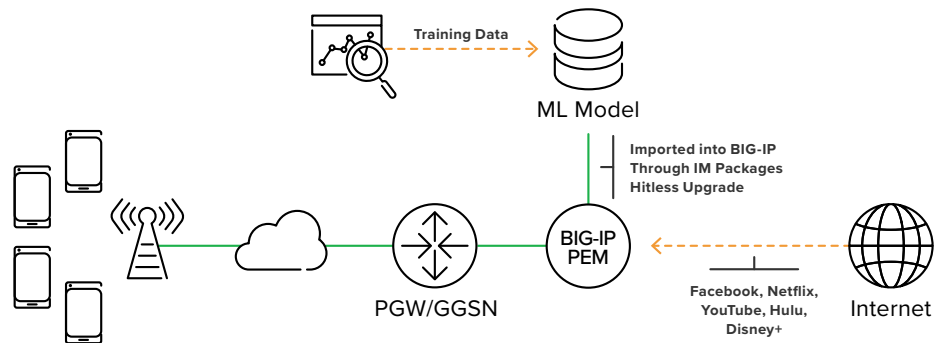 Training Data
ML Model
Imported into BIG-IP
Through IM Packages
Hitless Upgrade
BIG-IP
PEM
PGW/GGSN
Facebook, Netflix,
YouTube, Hulu,
Disney+
Internet